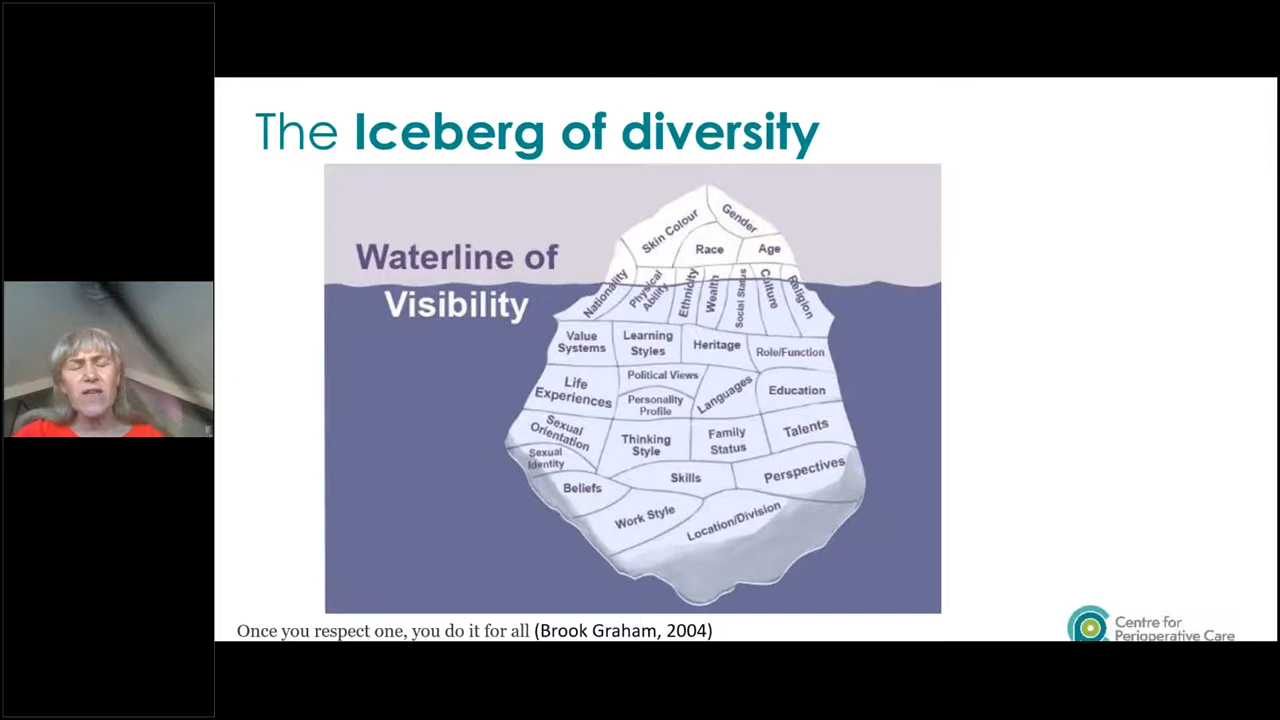 The Iceberg of diversity
Waterline of
Visibility
Skin Colour
Gender
Race
Age
Nationality
Physical
Ability
Ethnicity
Wealth
Social Status
Culture
Religion
Value
Systems
Learning
Styles
Heritage
Role/Function
Life
Experiences
Political Views
Personality
Profile
Languages
Education
Sexual
Orientation
Thinking
Style
Family
Status
Talents
Sexual
Identity
Beliefs
Skills
Perspectives
Work Style
Location/Division
Once you respect one, you do it for all (Brook Graham, 2004)
Centre for
Perioperative Care